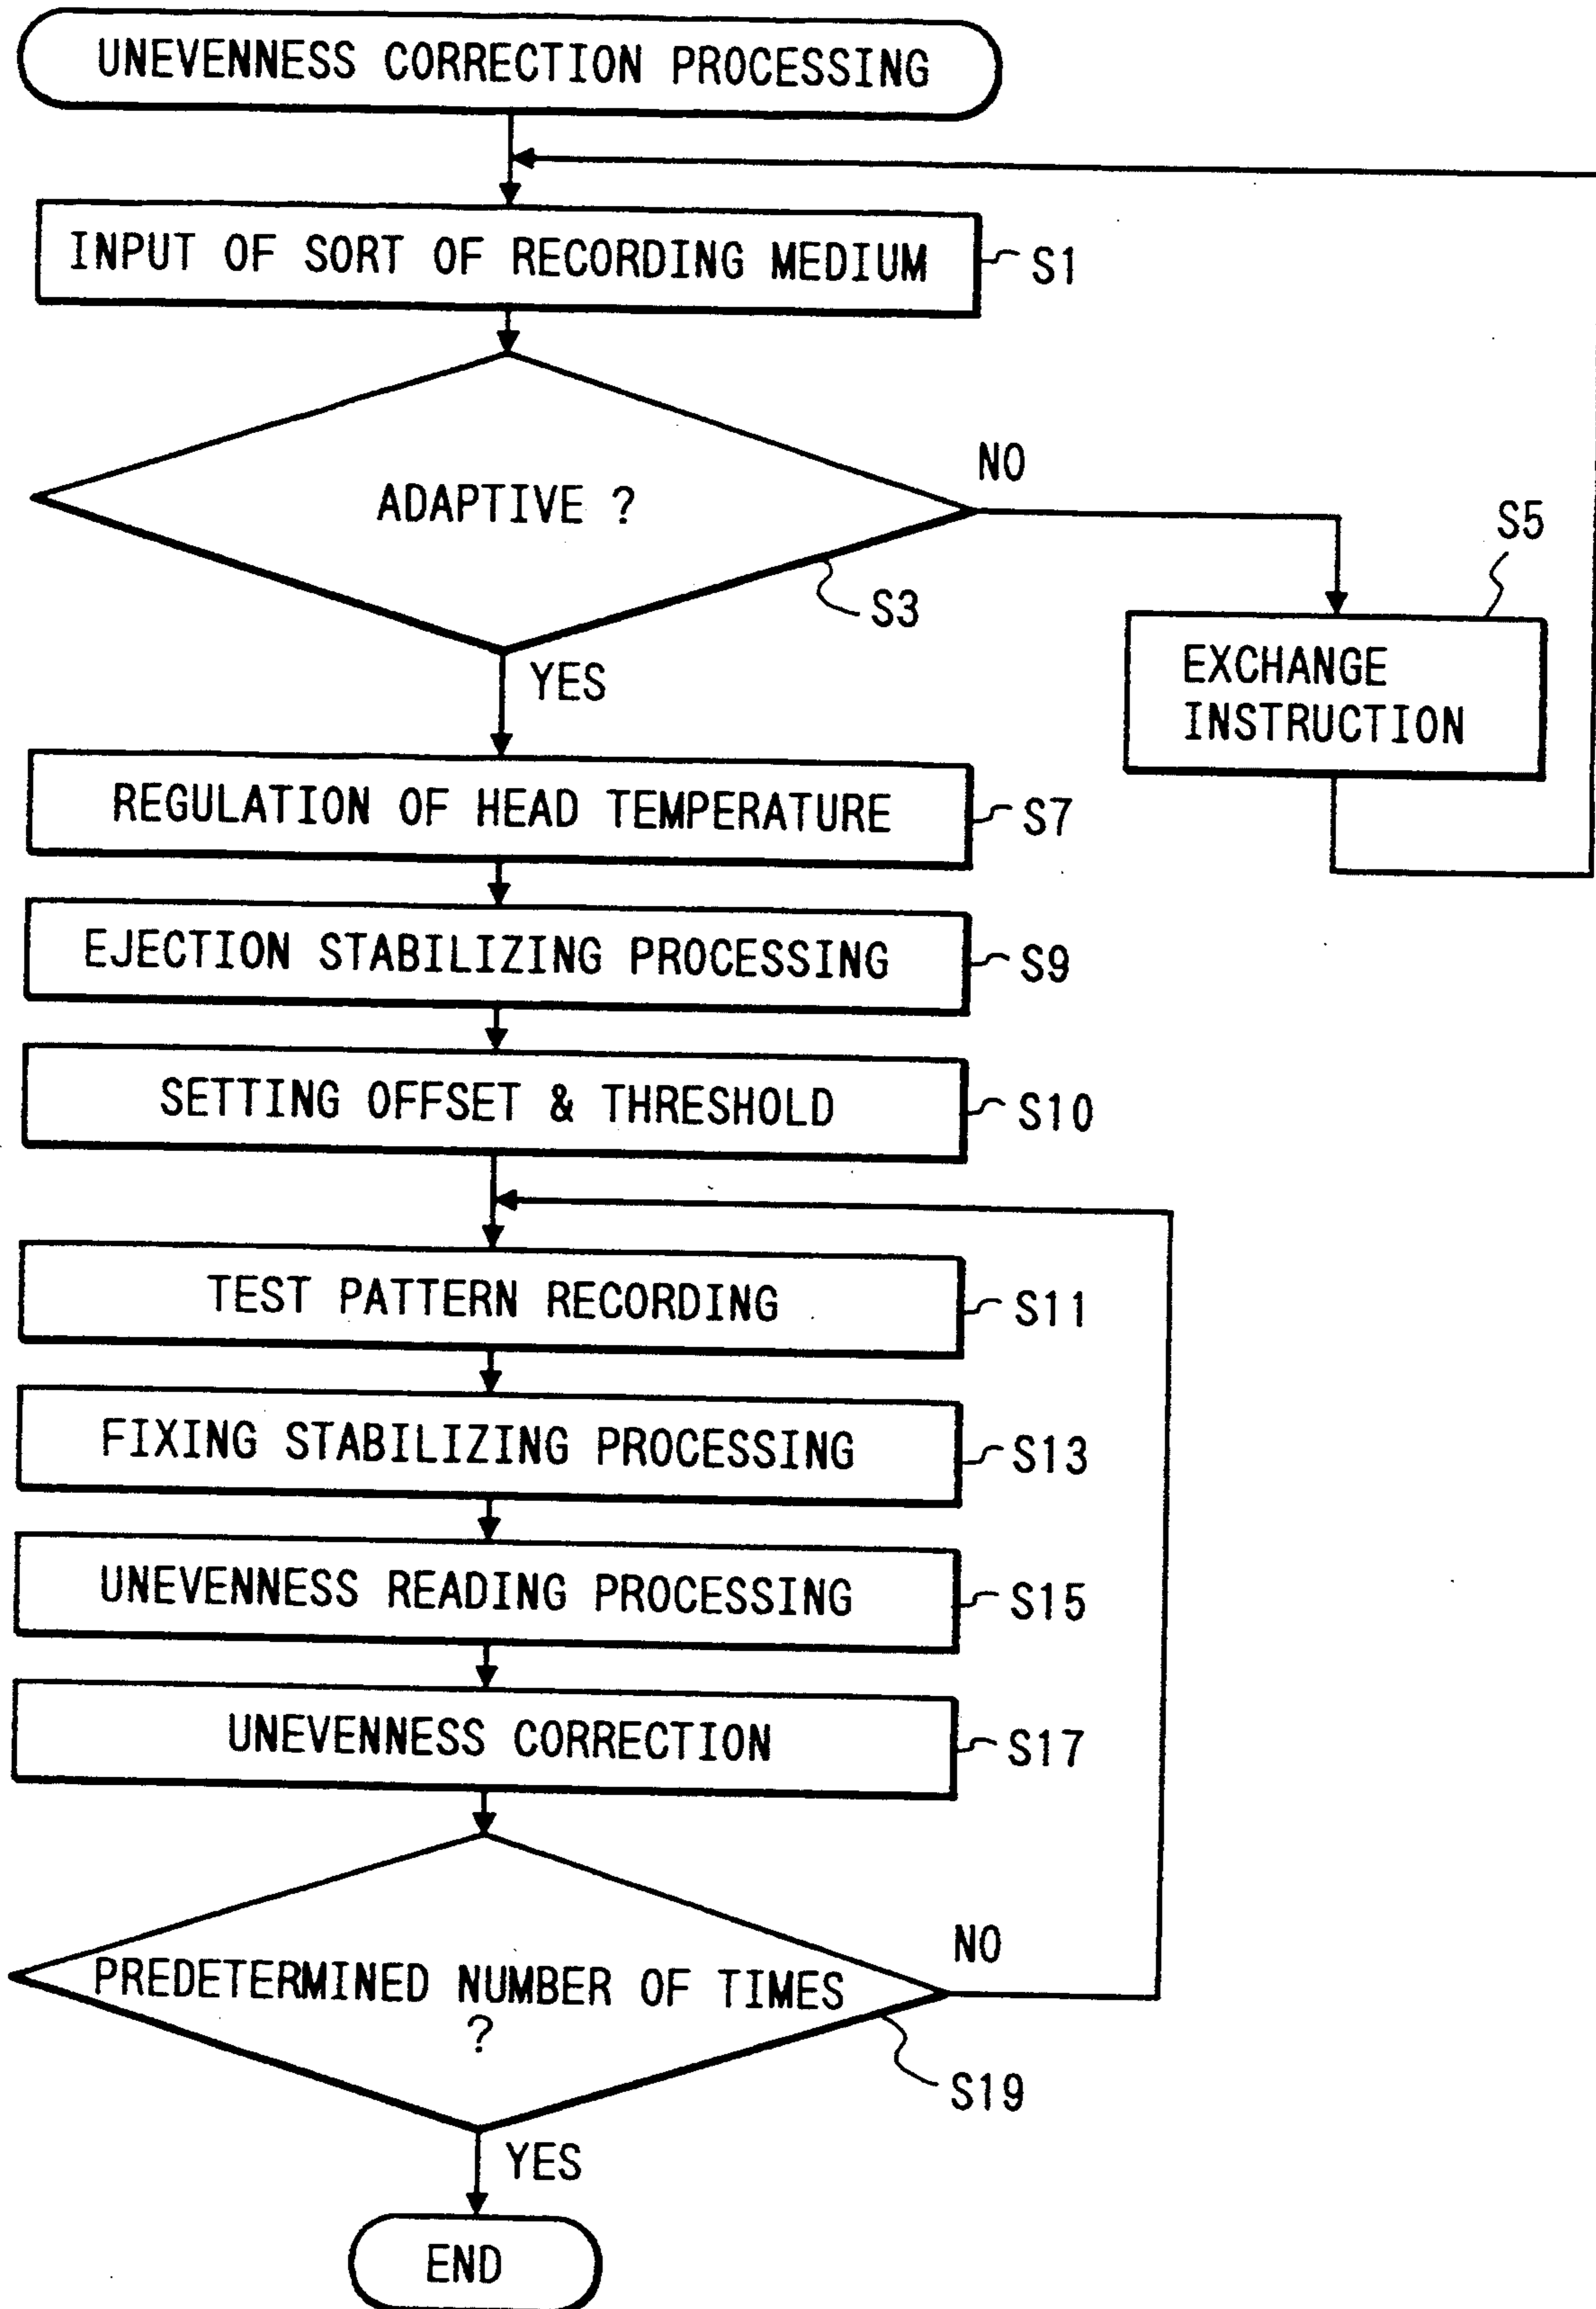 UNEVENNESS CORRECTION PROCESSING
INPUT OF SORT OF RECORDING MEDIUM
S1
ADAPTIVE ?
NO
S3
YES
S5
EXCHANGE
INSTRUCTION
REGULATION OF HEAD TEMPERATURE
S7
EJECTION STABILIZING PROCESSING
S9
SETTING OFFSET & THRESHOLD
S10
TEST PATTERN RECORDING
S11
FIXING STABILIZING PROCESSING
S13
UNEVENNESS READING PROCESSING
S15
UNEVENNESS CORRECTION
S17
PREDETERMINED NUMBER OF TIMES
?
NO
S19
YES
END